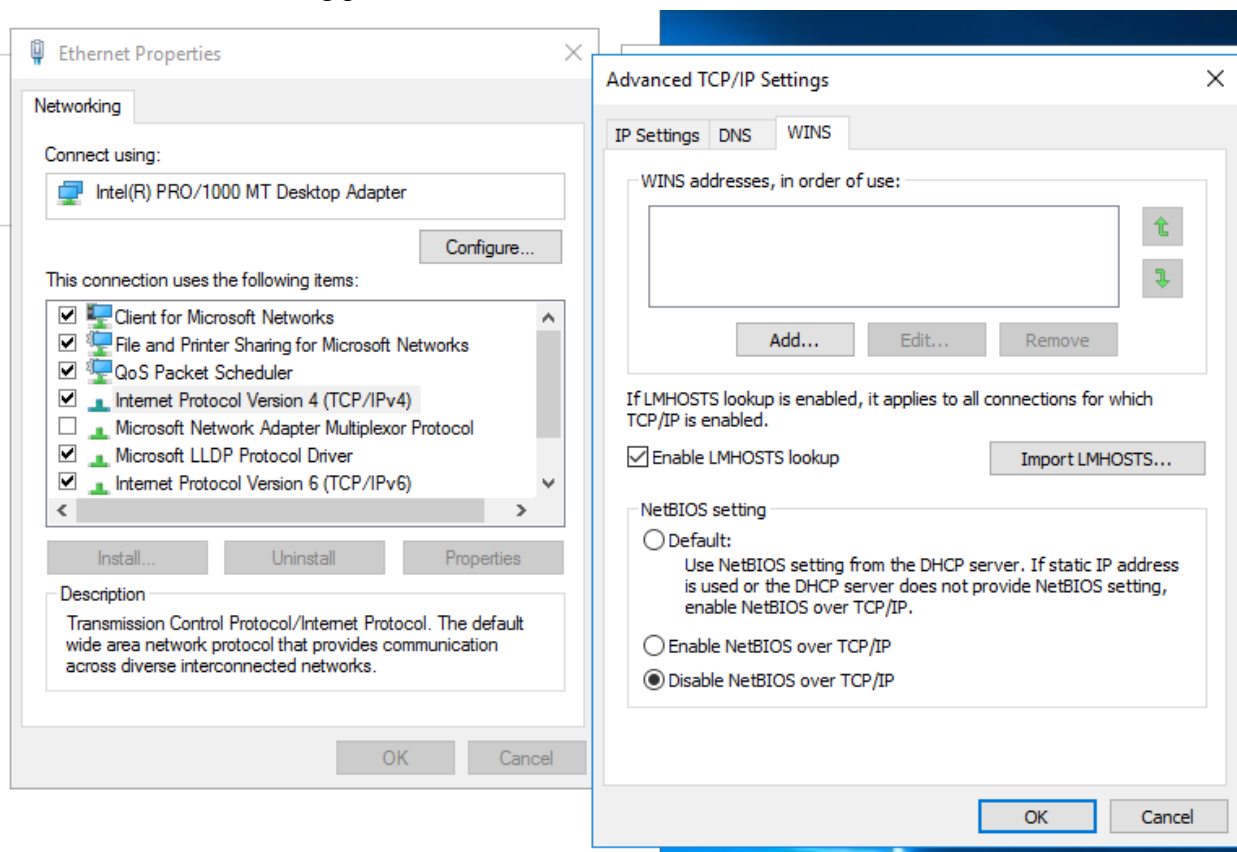 Ethernet Properties
Networking
Connect using:
Intel(R) PRO/1000 MT Desktop Adapter
Configure...
This connection uses the following items:
Client for Microsoft Networks
File and Printer Sharing for Microsoft Networks
QoS Packet Scheduler
Internet Protocol Version 4 (TCP/IPv4)
Microsoft Network Adapter Multiplexor Protocol
Microsoft LLDP Protocol Driver
Internet Protocol Version 6 (TCP/IPv6)
Install...
Uninstall
Properties
Description
Transmission Control Protocol/Internet Protocol. The default
wide area network protocol that provides communication
across diverse interconnected networks.
OK
Cancel
Advanced TCP/IP Settings
IP Settings
DNS
WINS
WINS addresses, in order of use:
Add...
Edit...
Remove
If LMHOSTS lookup is enabled, it applies to all connections for which
TCP/IP is enabled.
Enable LMHOSTS lookup
Import LMHOSTS...
NetBIOS setting
Default:
Use NetBIOS setting from the DHCP server. If static IP address
is used or the DHCP server does not provide NetBIOS setting,
enable NetBIOS over TCP/IP.
Enable NetBIOS over TCP/IP
Disable NetBIOS over TCP/IP
OK
Cancel